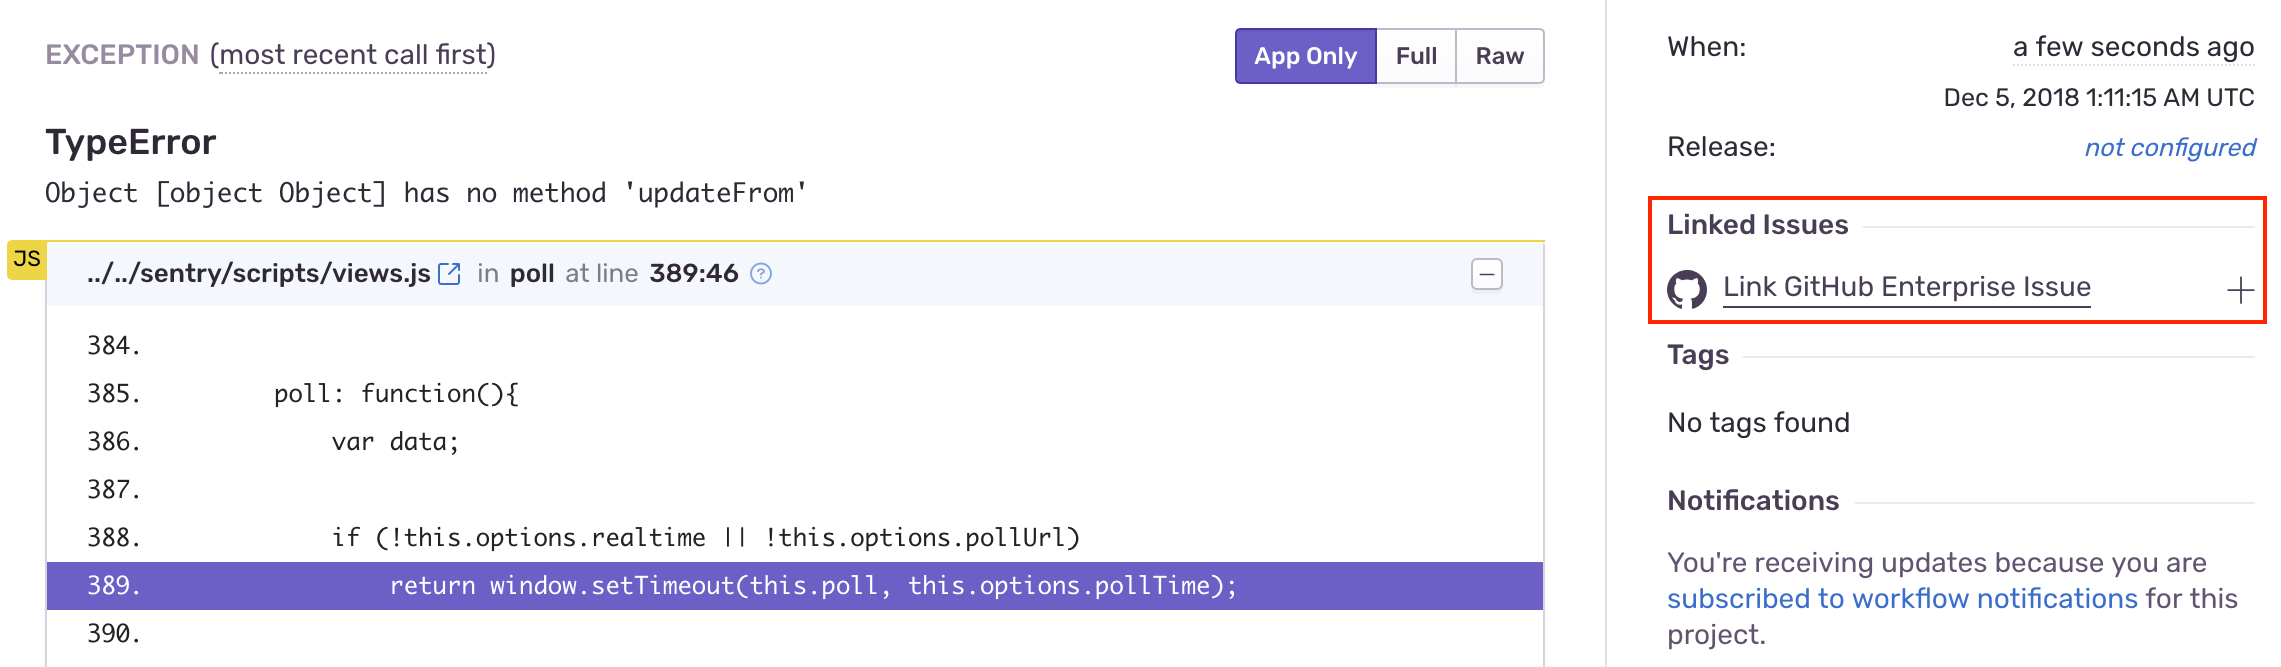 EXCEPTION (most recent call first)
App Only Full Raw
TypeError
Object [object Object] has no method 'updateFrom'
JS
../../sentry/scripts/views.js in poll at line 389:46 ?
384.
385. poll: function(){
386. var data;
387.
388. if (!this.options.realtime || !this.options.pollUrl)
389. return window.setTimeout(this.poll, this.options.pollTime);
390.
When: a few seconds ago
Dec 5, 2018 1:11:15 AM UTC
Release: not configured
Linked Issues
Link GitHub Enterprise Issue
Tags
No tags found
Notifications
You're receiving updates because you are
subscribed to workflow notifications for this
project.